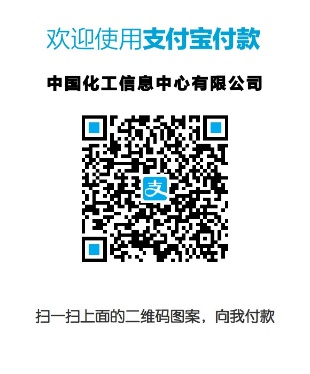 欢迎使用支付宝付款
中国化工信息中心有限公司
支
扫一扫上面的二维码图案，向我付款